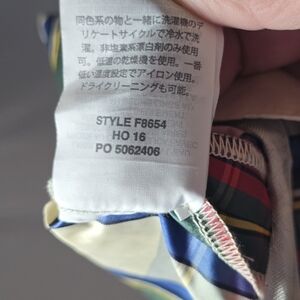 同色系の物と一緒に洗濯機のデ
リケートサイクルで冷水で洗
濯。非塩素系漂白剤のみ使用
可。低温の乾燥機を使用。一番
低い温度設定でアイロン使用。
ドライクリーニングも可能。
STYLE F8654
HO 16
PO 5062406